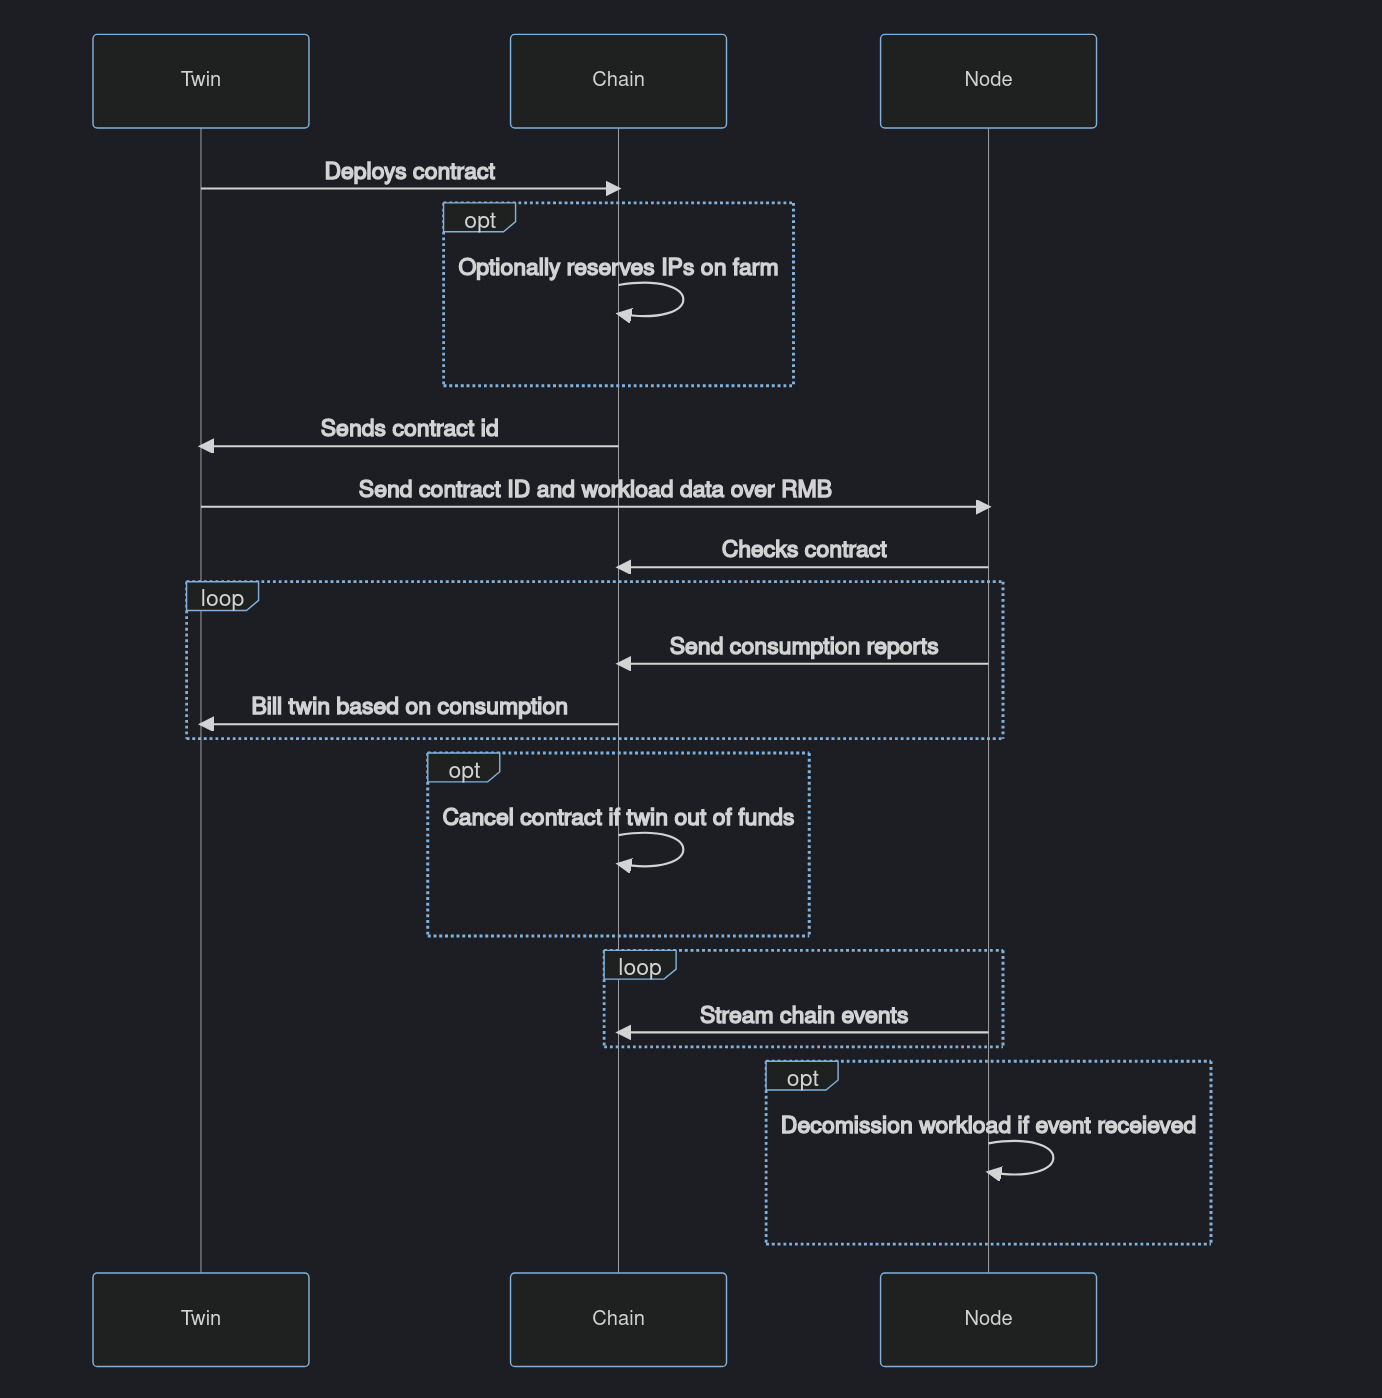 Twin
Chain
Node
Deploys contract
opt
Optionally reserves IPs on farm
Sends contract id
Send contract ID and workload data over RMB
Checks contract
loop
Send consumption reports
Bill twin based on consumption
opt
Cancel contract if twin out of funds
loop
Stream chain events
opt
Decomission workload if event receieved
Twin
Chain
Node